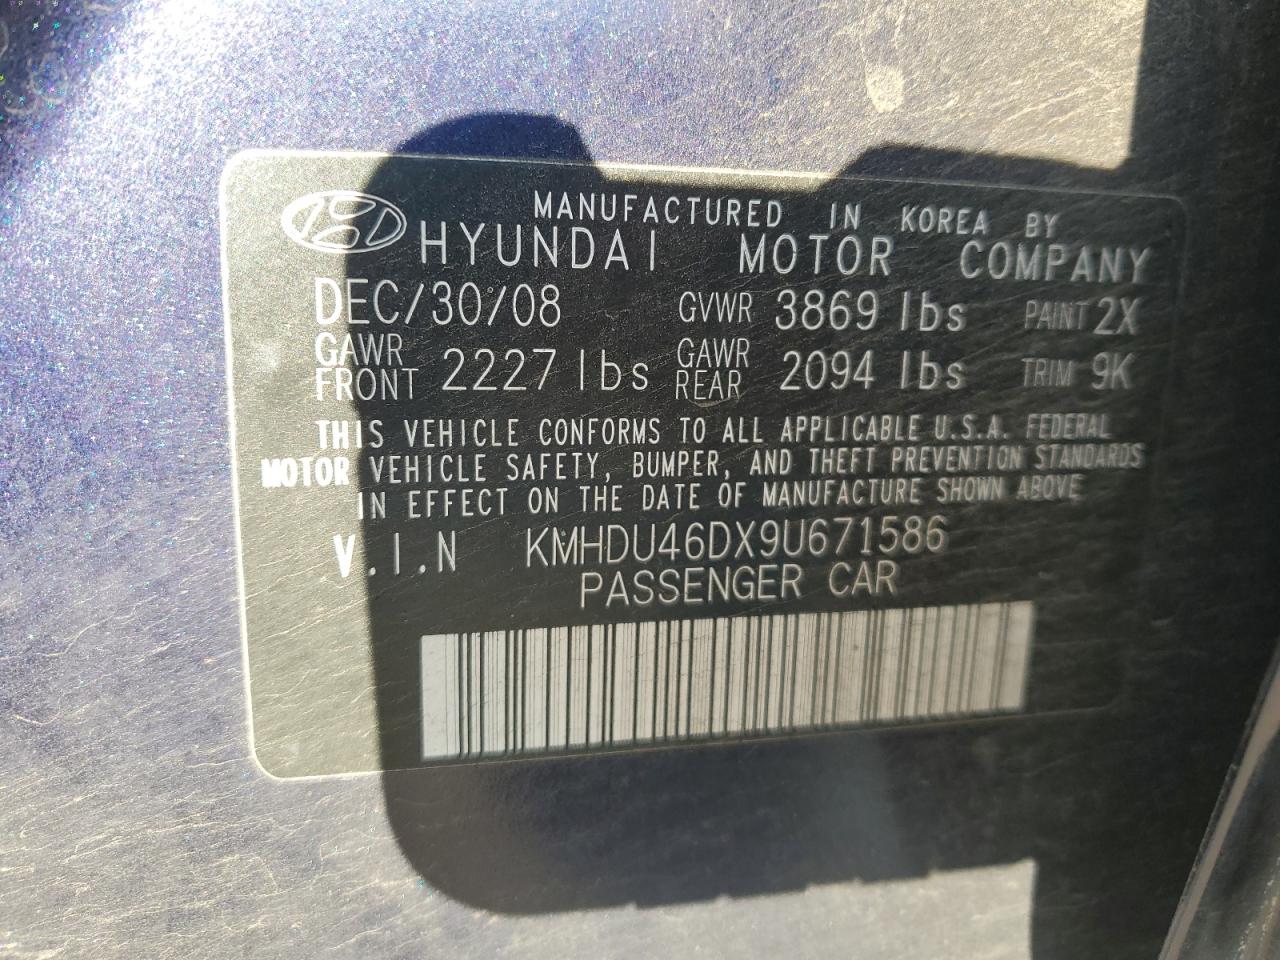 MANUFACTURED IN KOREA BY
HYUNDAI MOTOR COMPANY
DEC/30/08 GVWR 3869 lbs PAINT 2X
GAWR FRONT 2227 lbs GAWR REAR 2094 lbs TRIM 9K
THIS VEHICLE CONFORMS TO ALL APPLICABLE U.S.A. FEDERAL
MOTOR VEHICLE SAFETY, BUMPER, AND THEFT PREVENTION STANDARDS
IN EFFECT ON THE DATE OF MANUFACTURE SHOWN ABOVE
V.I.N KMHDU46DX9U671586
PASSENGER CAR